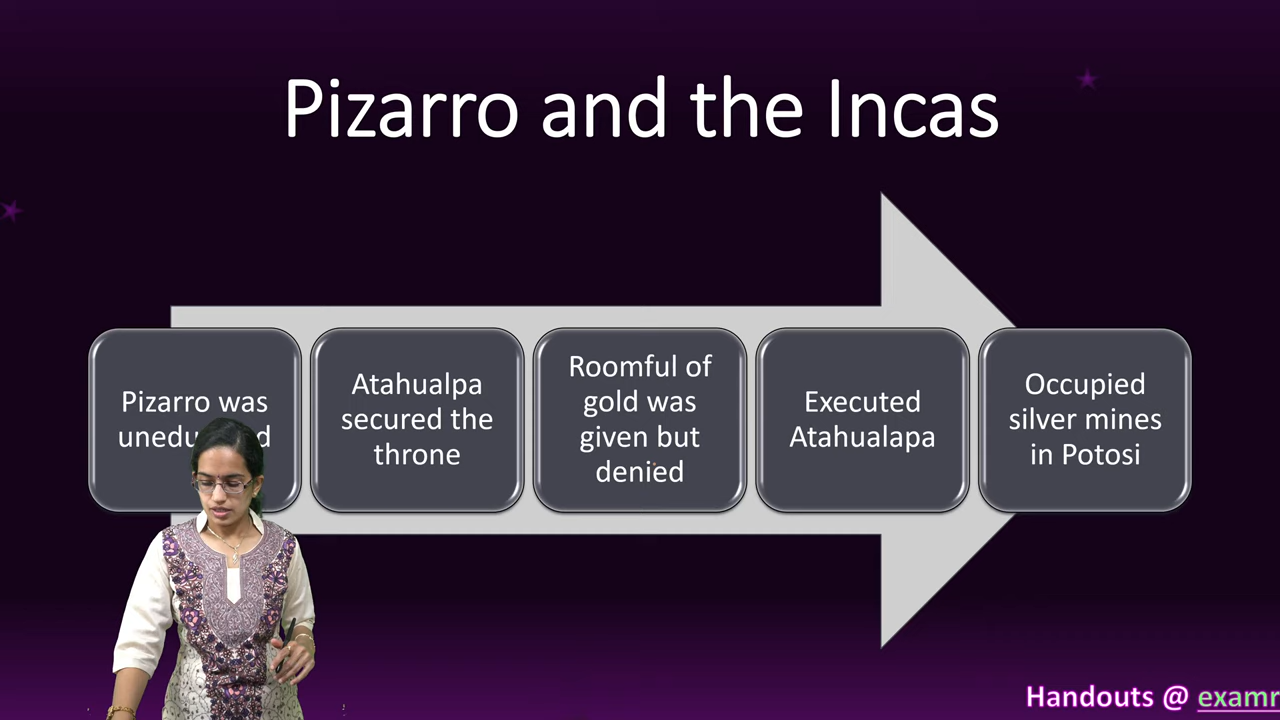 Pizarro and the Incas
Pizarro was
Atahualpa
secured the
throne
Roomful of
gold was
given but
denied
Executed
Atahualapa
Occupied
silver mines
in Potosi
Handouts @ examr